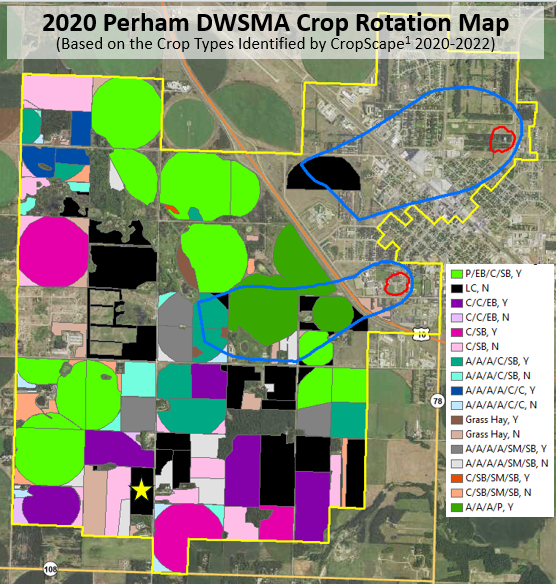 2020 Perham DWSMA Crop Rotation Map
(Based on the Crop Types Identified by CropScape¹ 2020-2022)
P/EB/C/SB, Y
LC, N
C/C/EB, Y
C/C/EB, N
C/SB, Y
C/SB, N
A/A/A/C/SB, Y
A/A/A/C/SB, N
A/A/A/A/C/C, Y
A/A/A/A/C/C, N
Grass Hay, Y
Grass Hay, N
A/A/A/A/SM/SB, Y
A/A/A/A/SM/SB, N
C/SB/SM/SB, Y
C/SB/SM/SB, N
A/A/A/P, Y
10
78
108